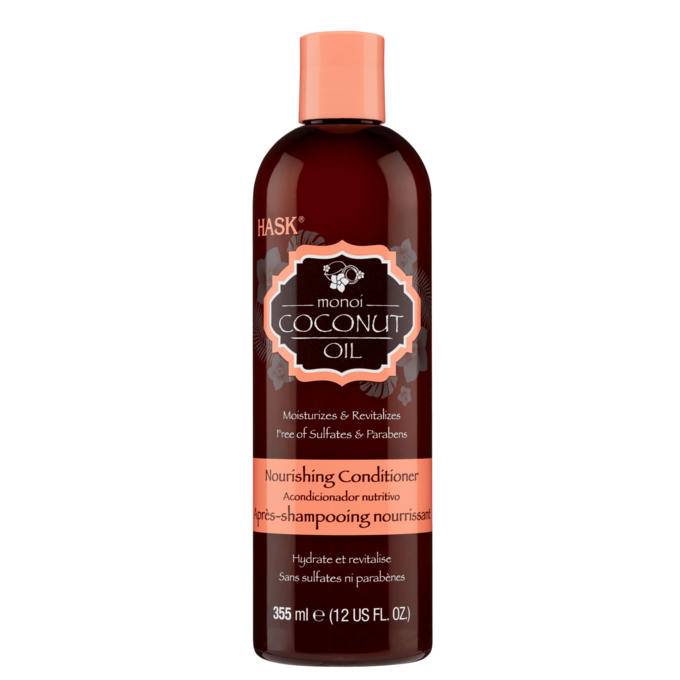 HASK®
monoi
COCONUT
OIL
Moisturizes & Revitalizes
Free of Sulfates & Parabens
Nourishing Conditioner
Acondicionador nutritivo
Après-shampooing nourrissant
Hydrate et revitalise
Sans sulfates ni parabènes
355 ml ℮ (12 US FL. OZ.)